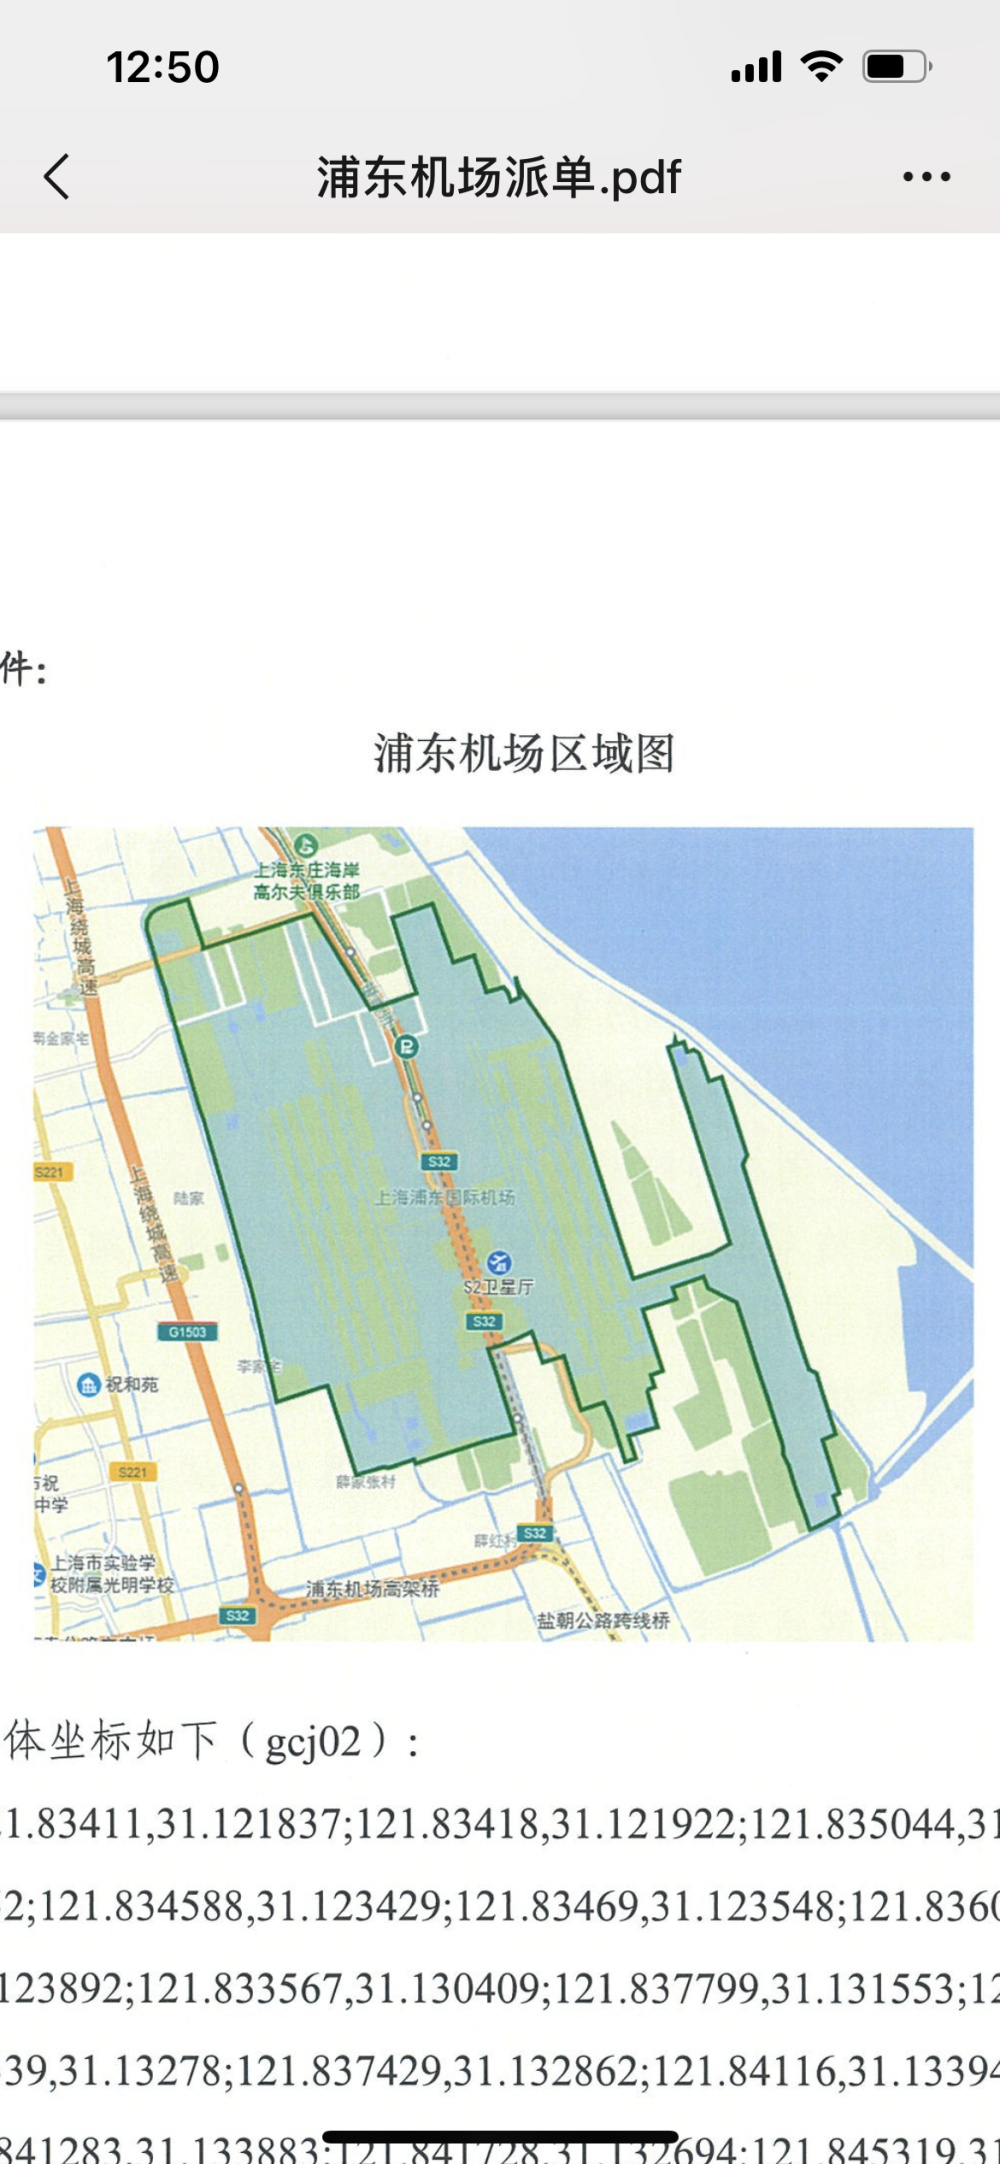 12:50
浦东机场派单.pdf
件:
浦东机场区域图
上海东庄海岸
高尔夫俱乐部
上海绕城高速
南金家宅
S221
陆家
上海绕城高速
S32
上海浦东国际机场
S2卫星厅
S32
G1503
李家宅
祝和苑
S221
祝
中学
薛家张村
薛红村
S32
上海市实验学
校附属光明学校
浦东机场高架桥
S32
盐朝公路跨线桥
体坐标如下（gcj02）:
1.83411,31.121837;121.83418,31.121922;121.835044,31
2;121.834588,31.123429;121.83469,31.123548;121.8360
123892;121.833567,31.130409;121.837799,31.131553;12
39,31.13278;121.837429,31.132862;121.84116,31.13394
841283,31.133883;121.841728,31.132694;121.845319,31